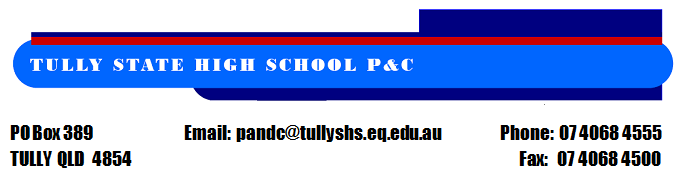 TULLY STATE HIGH SCHOOL P&C
PO Box 389 Email: pandc@tullyshs.eq.edu.au Phone: 07 4068 4555
TULLY QLD 4854 Fax: 07 4068 4500